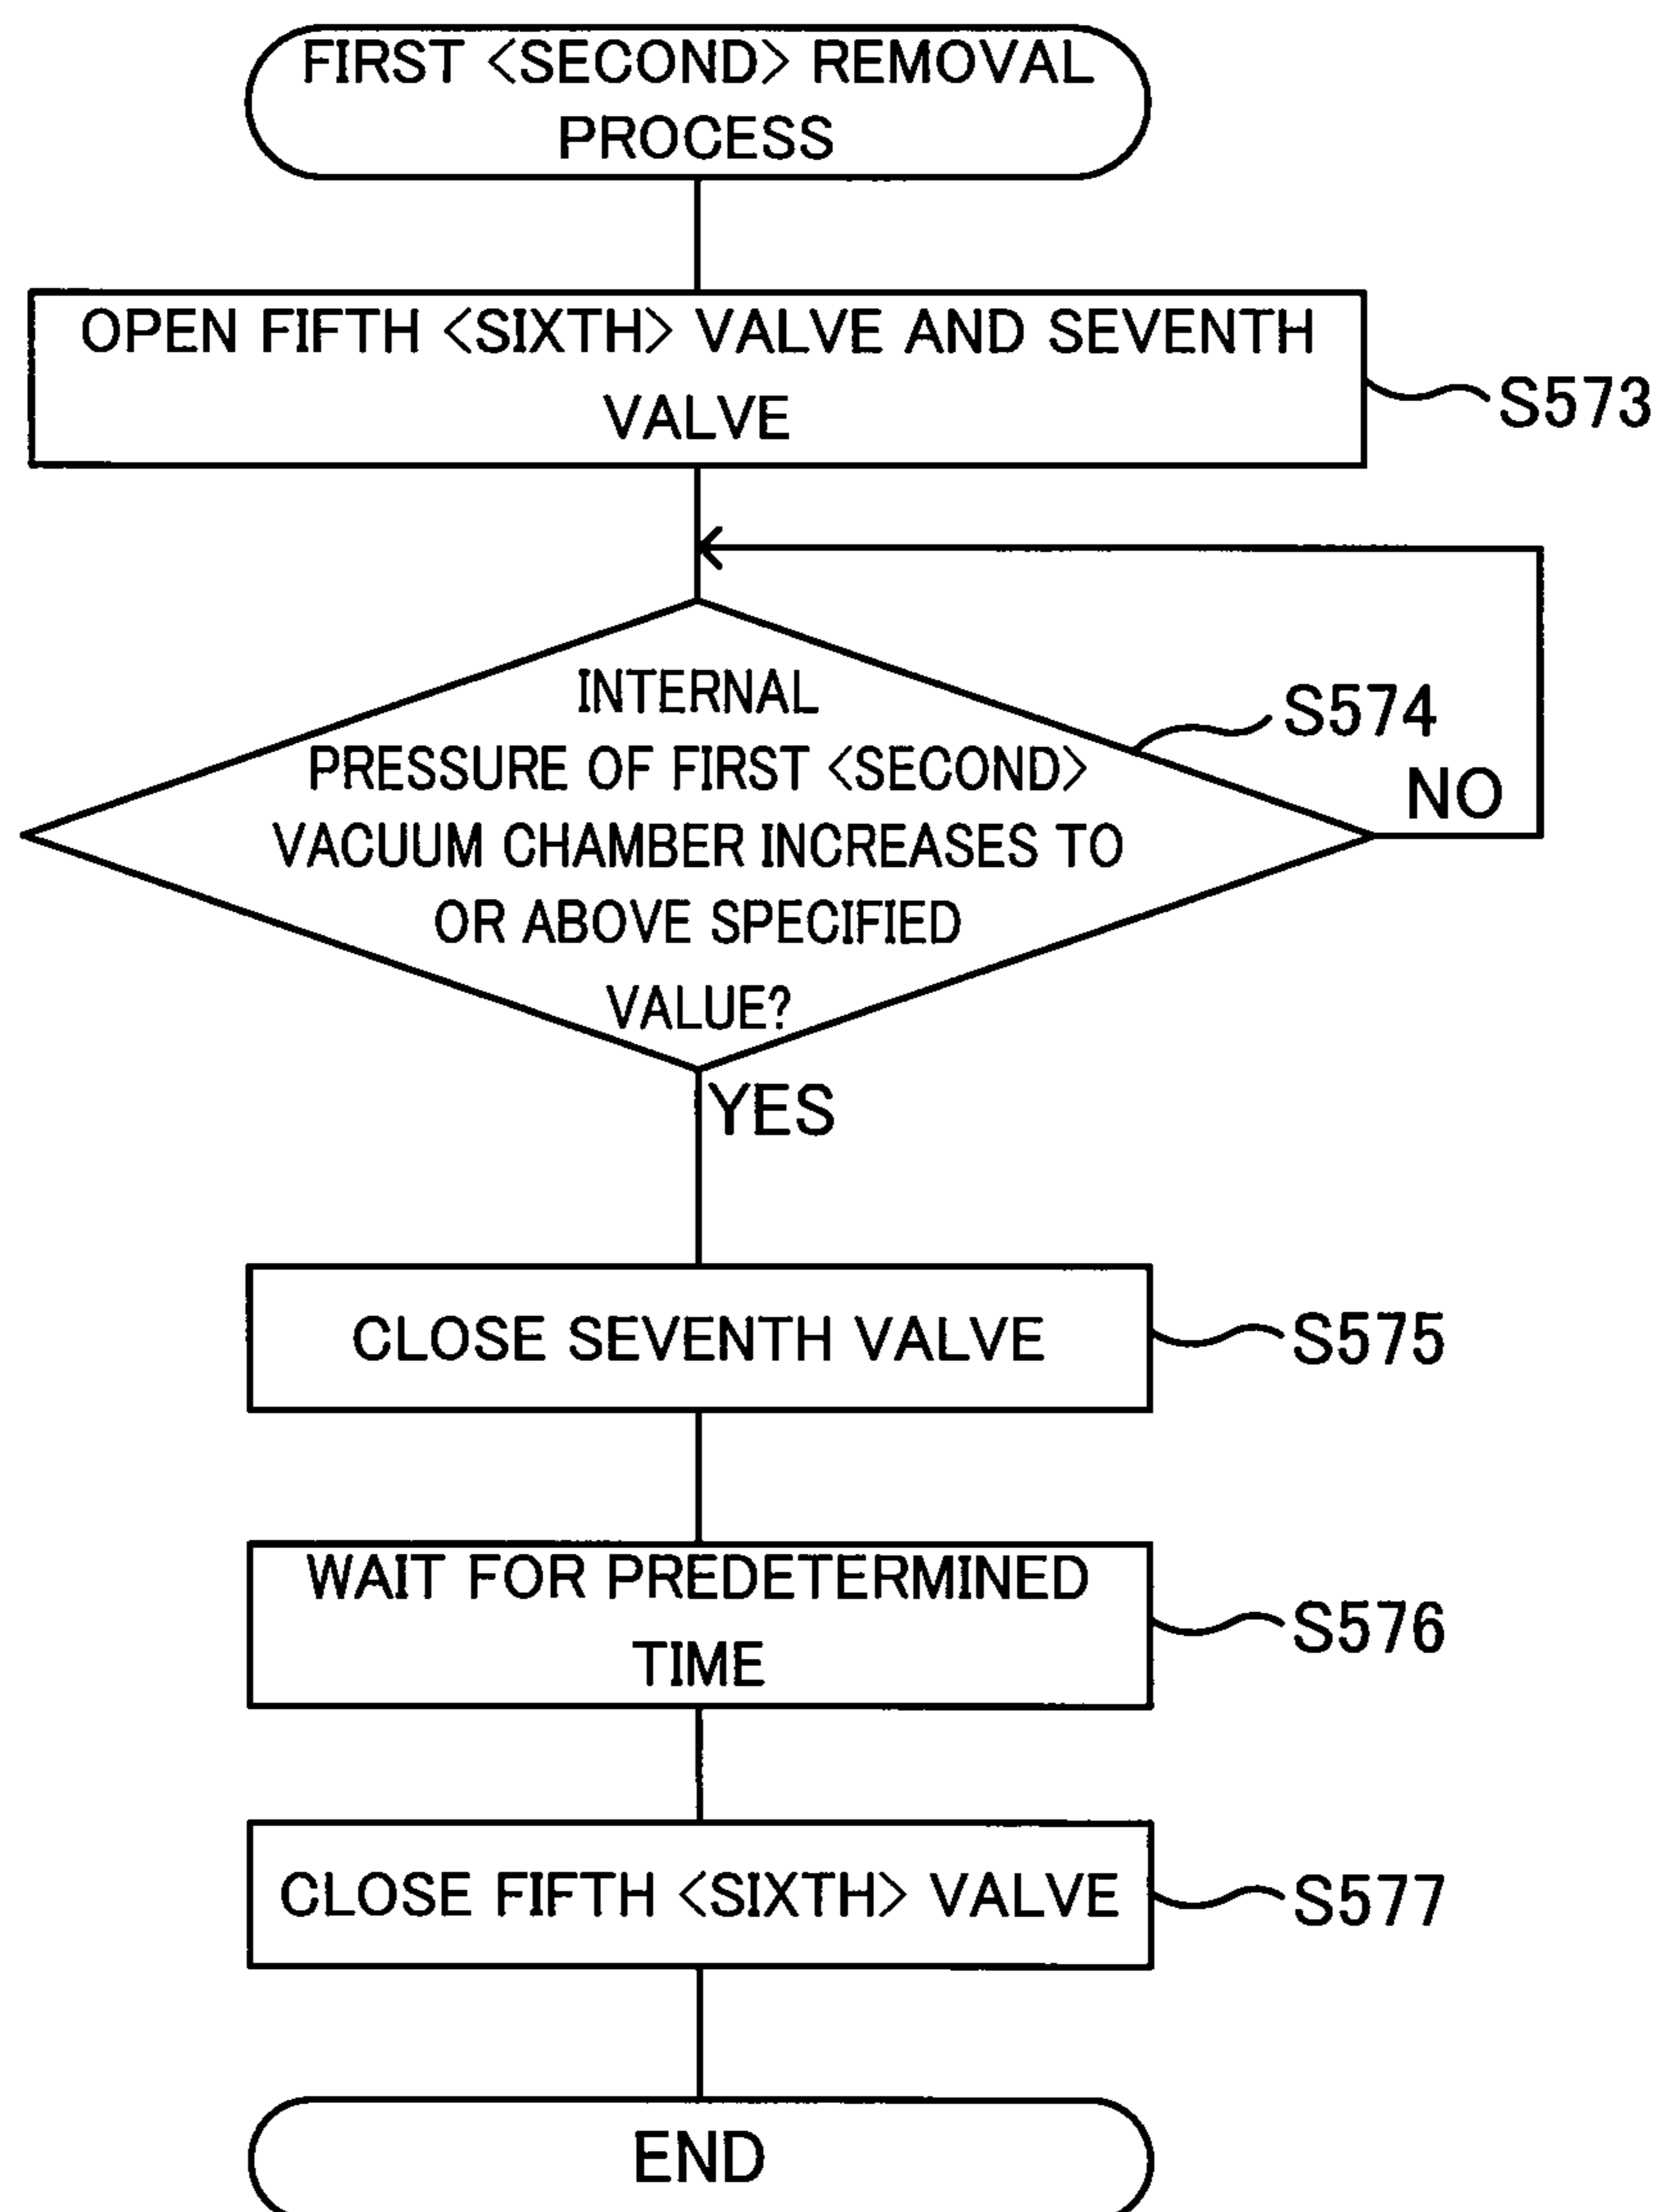 FIRST <SECOND> REMOVAL
PROCESS
OPEN FIFTH <SIXTH> VALVE AND SEVENTH
VALVE
S573
INTERNAL
PRESSURE OF FIRST <SECOND>
VACUUM CHAMBER INCREASES TO
OR ABOVE SPECIFIED
VALUE?
S574
NO
YES
CLOSE SEVENTH VALVE
S575
WAIT FOR PREDETERMINED
TIME
S576
CLOSE FIFTH <SIXTH> VALVE
S577
END